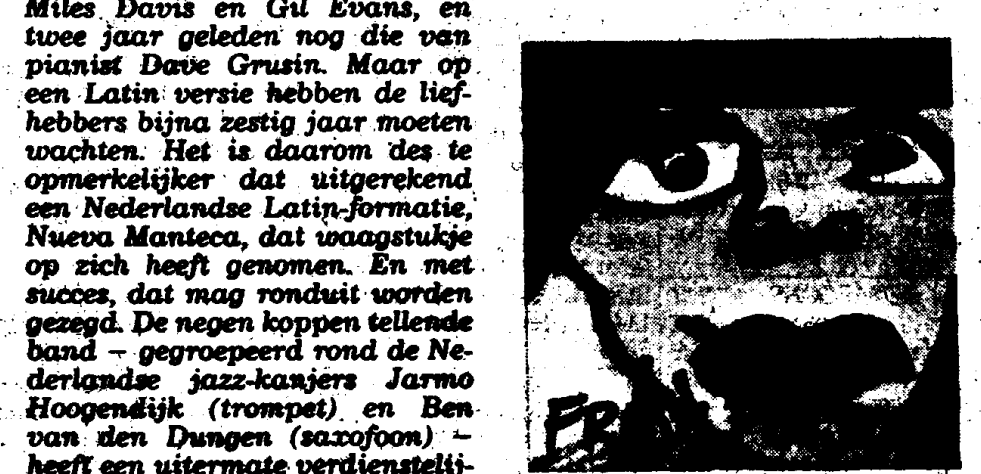 Miles Davis en Gil Evans, en
twee jaar geleden nog die van
pianist Dave Grusin. Maar op
een Latin versie hebben de lief-
hebbers bijna zestig jaar moeten
wachten. Het is daarom des te
opmerkelijker dat uitgerekend
een Nederlandse Latin-formatie,
Nueva Manteca, dat waagstukje
op zich heeft genomen. En met
succes, dat mag ronduit worden
gezegd. De negen koppen tellende
band – gegroepeerd rond de Ne-
derlandse jazz-kanjers Jarmo
Hoogendijk (trompet) en Ben
van den Dungen (saxofoon) –
heeft een uitermate verdienstelij-